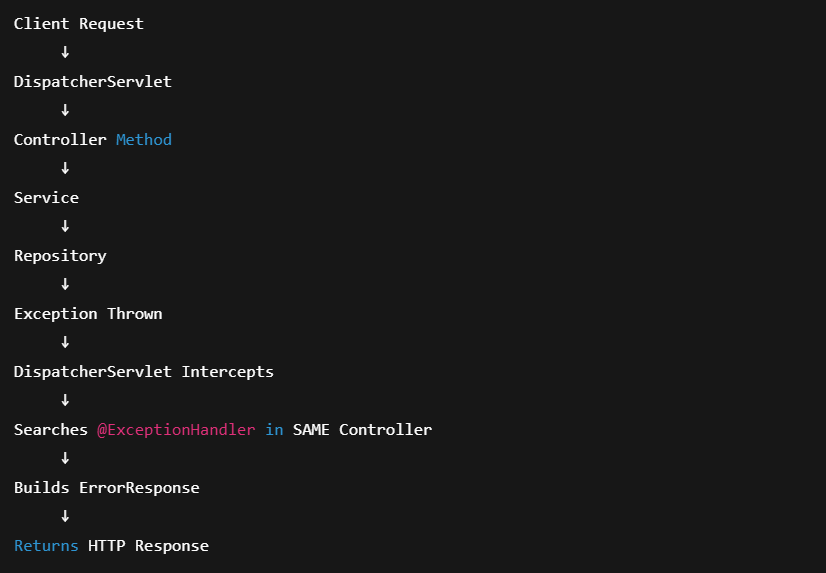 Client Request
↓
DispatcherServlet
↓
Controller Method
↓
Service
↓
Repository
↓
Exception Thrown
↓
DispatcherServlet Intercepts
↓
Searches @ExceptionHandler in SAME Controller
↓
Builds ErrorResponse
↓
Returns HTTP Response